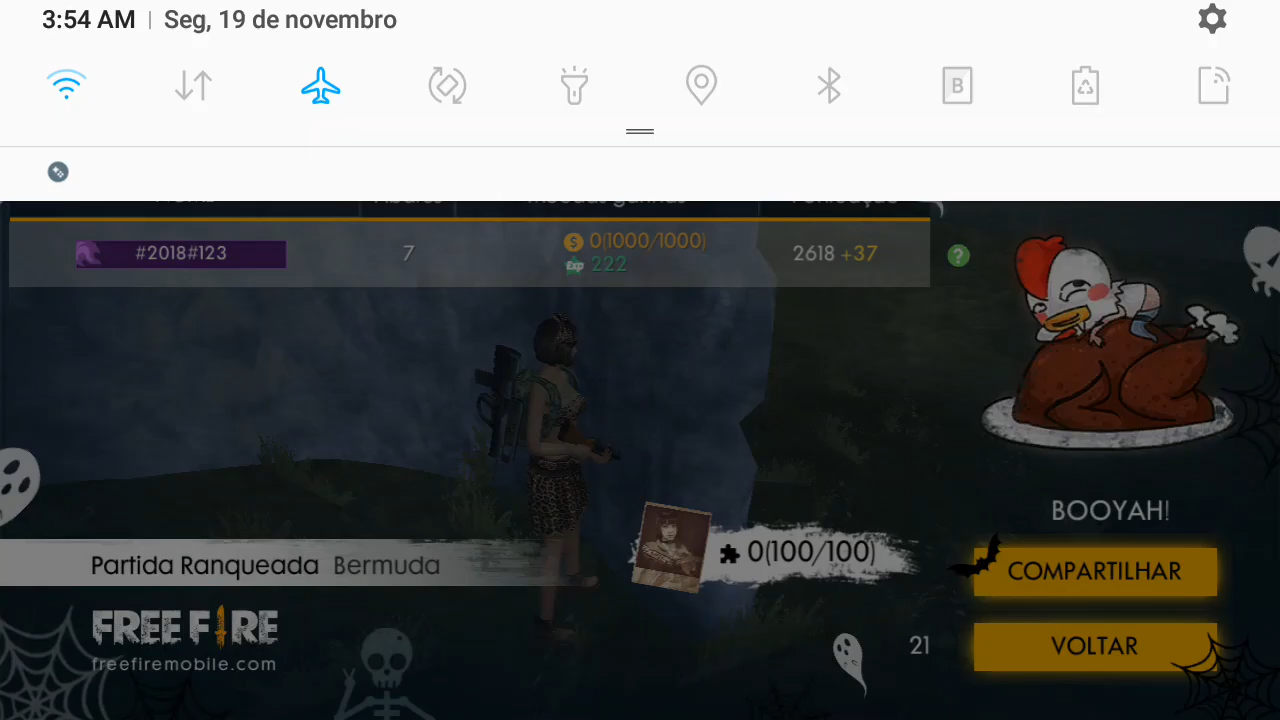 3:54 AM | Seg, 19 de novembro
B
#2018#123 7 0(1000/1000) 2618 +37 ?
Exp 222
BOOYAH!
Partida Ranqueada Bermuda 0(100/100) COMPARTILHAR
FREE FIRE
freefiremobile.com
21 VOLTAR